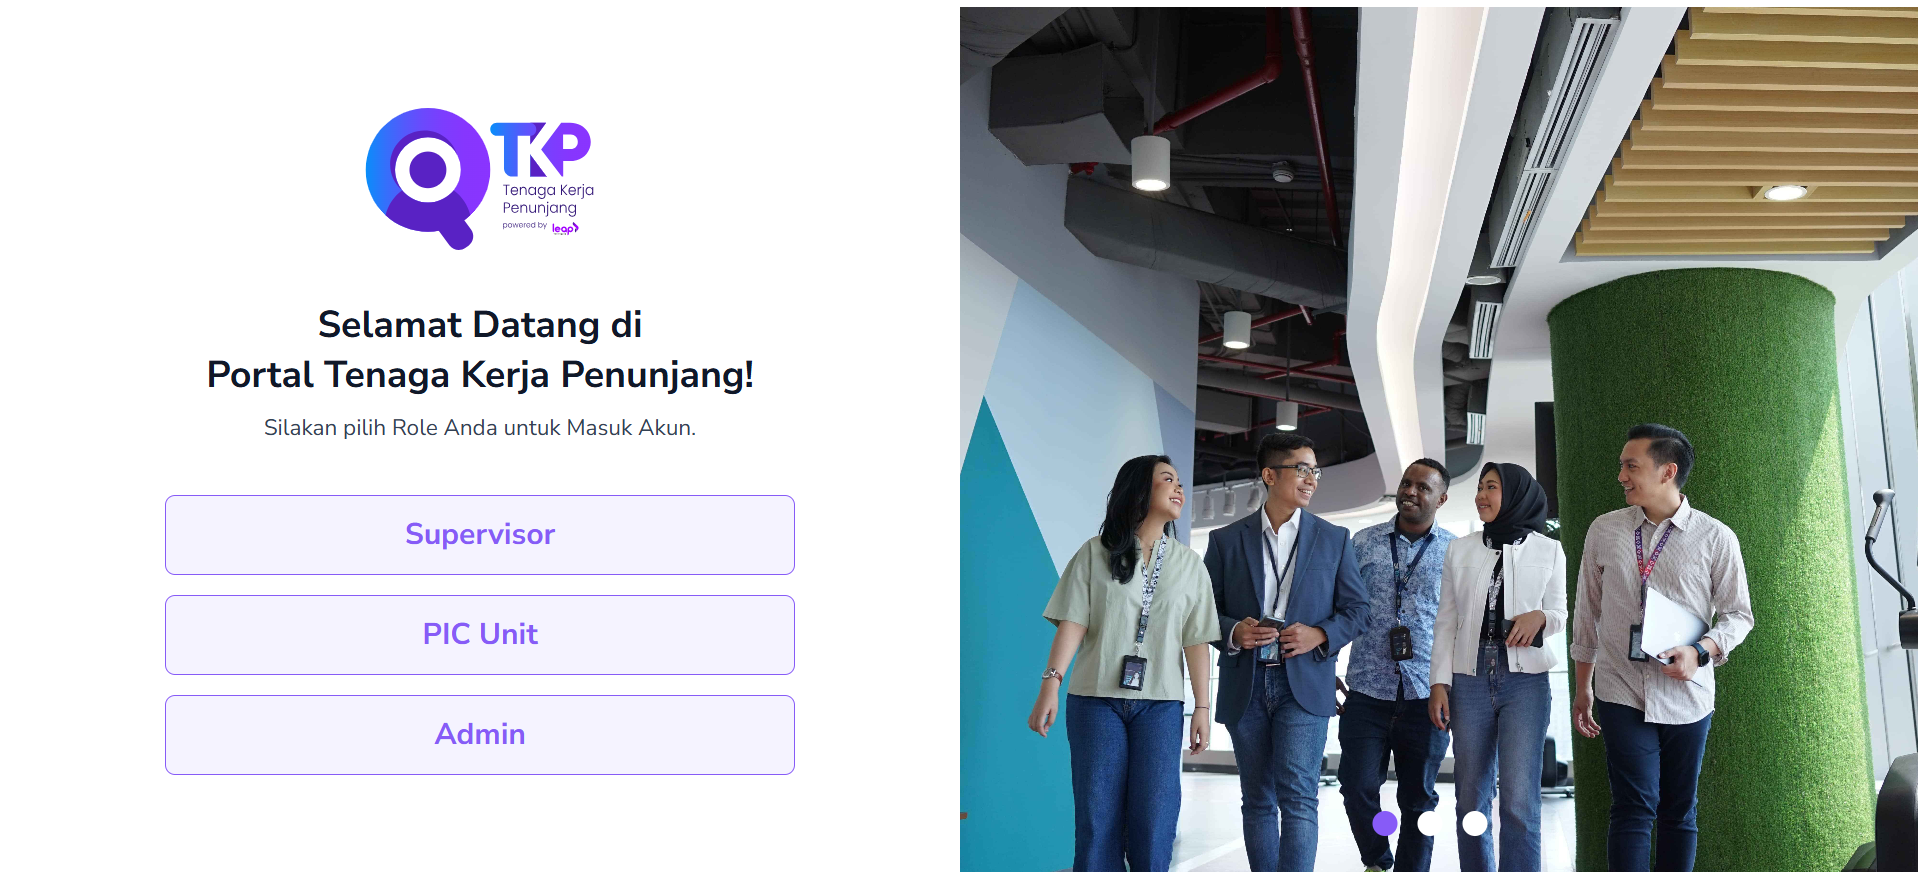 TKP
Tenaga Kerja
Penunjang
powered by leap
Selamat Datang di
Portal Tenaga Kerja Penunjang!
Silakan pilih Role Anda untuk Masuk Akun.
Supervisor
PIC Unit
Admin